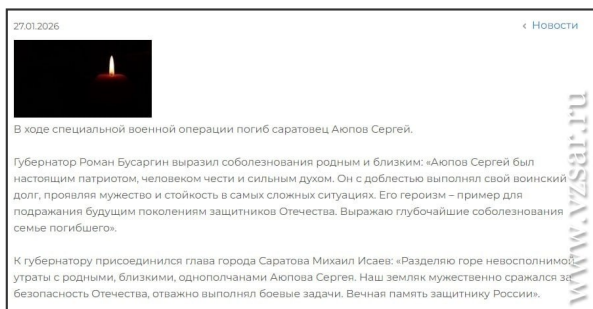 27.01.2026
‹ Новости
В ходе специальной военной операции погиб саратовец Аюпов Сергей.
Губернатор Роман Бусаргин выразил соболезнования родным и близким: «Аюпов Сергей был
настоящим патриотом, человеком чести и сильным духом. Он с доблестью выполнял свой воинский
долг, проявляя мужество и стойкость в самых сложных ситуациях. Его героизм – пример для
подражания будущим поколениям защитников Отечества. Выражаю глубочайшие соболезнования
семье погибшего».
К губернатору присоединился глава города Саратова Михаил Исаев: «Разделяю горе невосполнимой
утраты с родными, близкими, однополчанами Аюпова Сергея. Наш земляк мужественно сражался за
безопасность Отечества, отважно выполнял боевые задачи. Вечная память защитнику России».
www.vzsar.ru